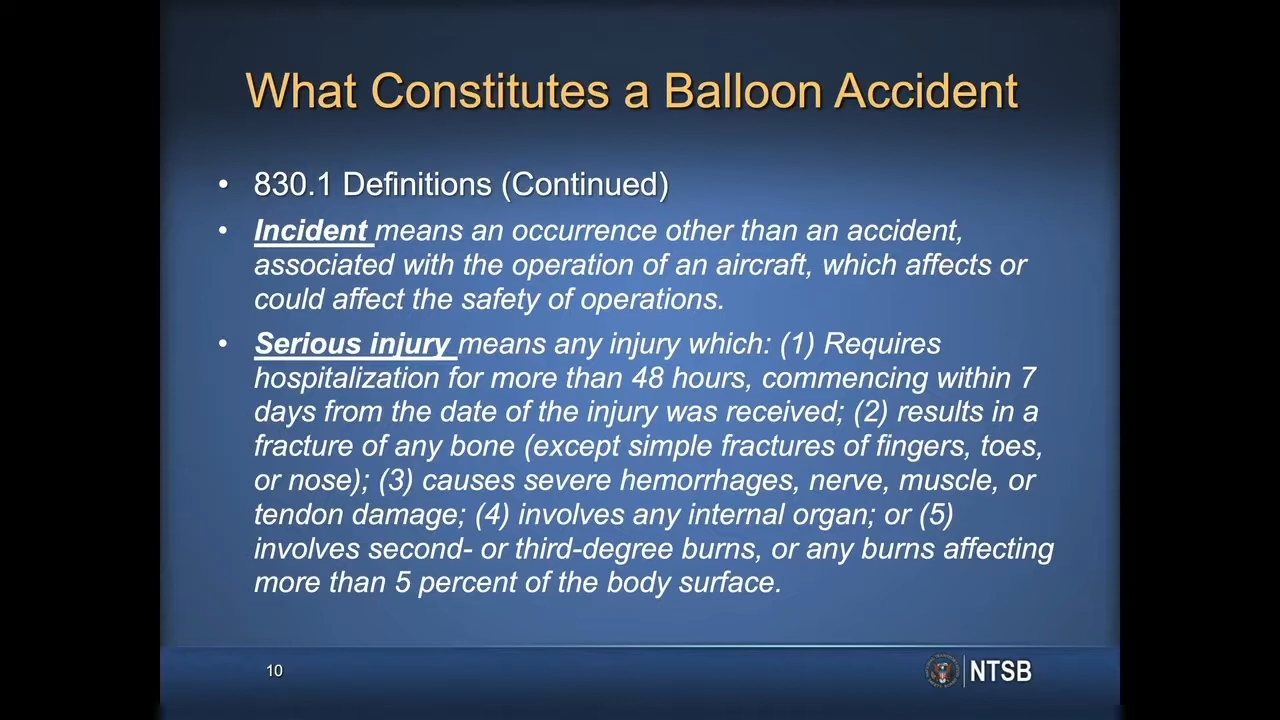 What Constitutes a Balloon Accident
• 830.1 Definitions (Continued)
• Incident means an occurrence other than an accident,
associated with the operation of an aircraft, which affects or
could affect the safety of operations.
• Serious injury means any injury which: (1) Requires
hospitalization for more than 48 hours, commencing within 7
days from the date of the injury was received; (2) results in a
fracture of any bone (except simple fractures of fingers, toes,
or nose); (3) causes severe hemorrhages, nerve, muscle, or
tendon damage; (4) involves any internal organ; or (5)
involves second- or third-degree burns, or any burns affecting
more than 5 percent of the body surface.
10
NTSB